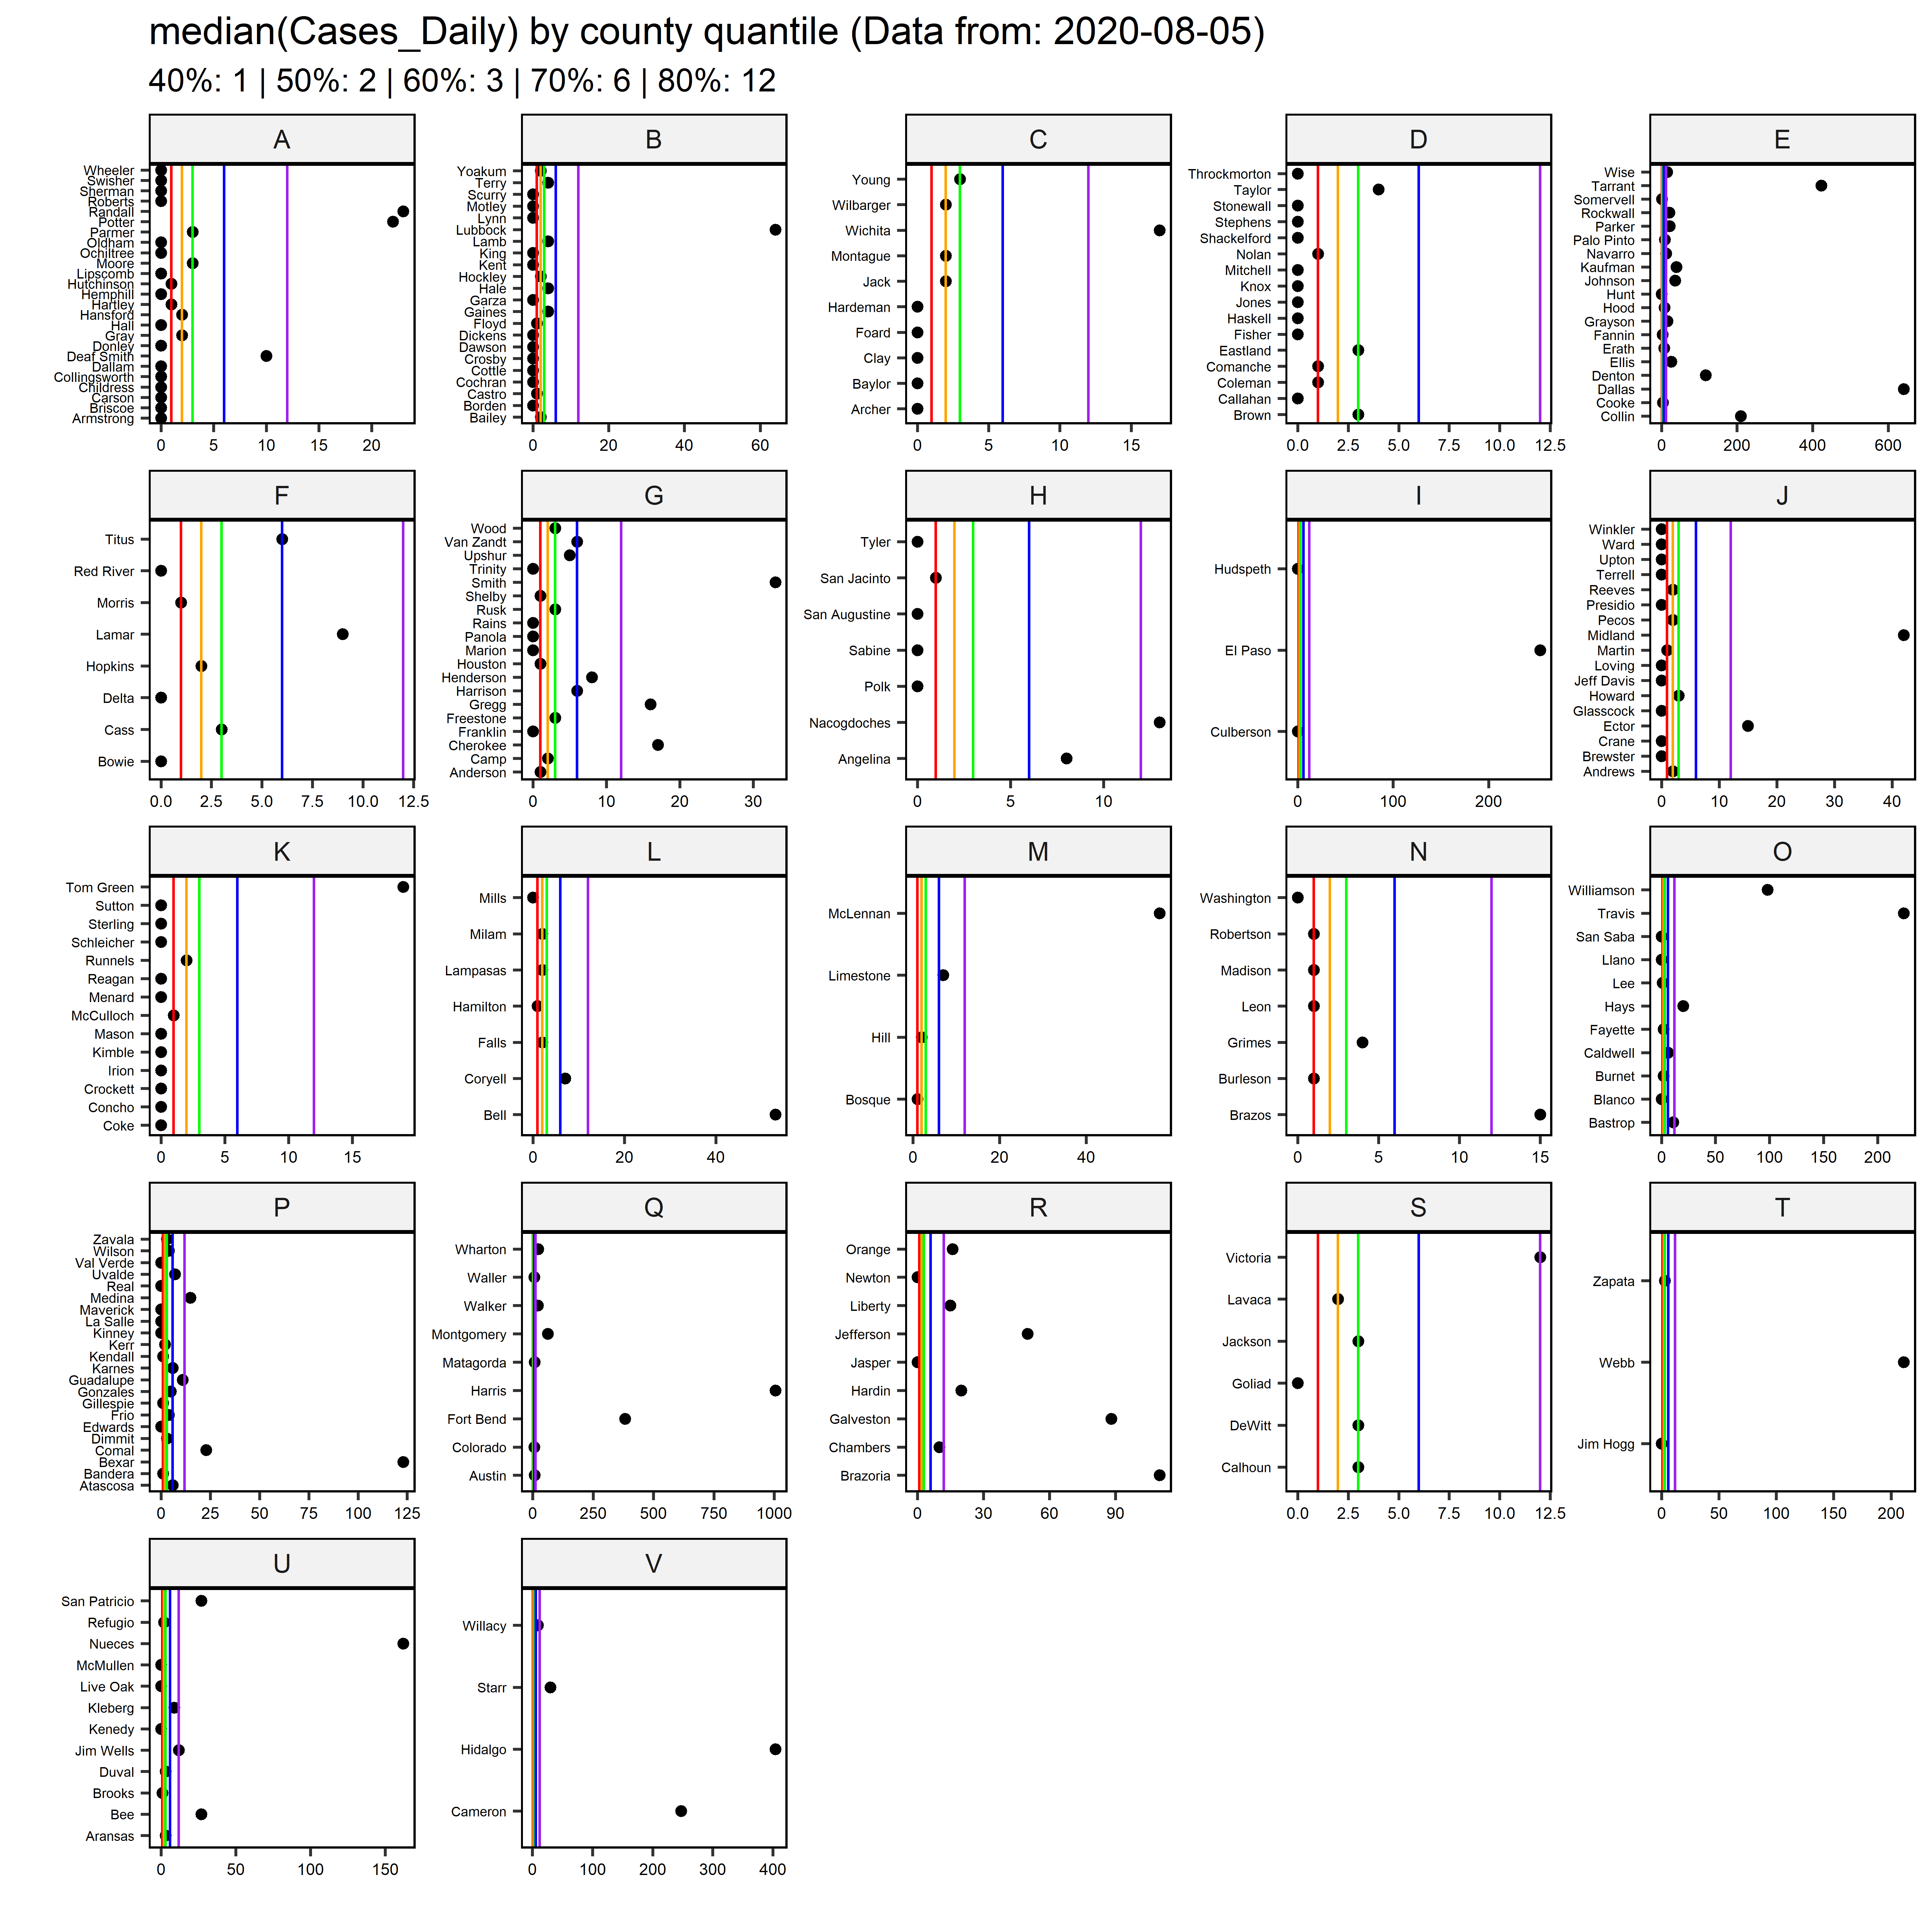 median(Cases_Daily) by county quantile (Data from: 2020-08-05)
40%: 1 | 50%: 2 | 60%: 3 | 70%: 6 | 80%: 12
A
Wheeler
Swisher
Sherman
Roberts
Randall
Potter
Parmer
Oldham
Ochiltree
Moore
Lipscomb
Hutchinson
Hemphill
Hartley
Hansford
Hall
Gray
Donley
Deaf Smith
Dallam
Collingsworth
Childress
Carson
Briscoe
Armstrong
0 5 10 15 20
B
Yoakum
Terry
Scurry
Motley
Lynn
Lubbock
Lamb
King
Kent
Hockley
Hale
Garza
Gaines
Floyd
Dickens
Dawson
Crosby
Cottle
Cochran
Castro
Borden
Bailey
0 20 40 60
C
Young
Wilbarger
Wichita
Montague
Jack
Hardeman
Foard
Clay
Baylor
Archer
0 5 10 15
D
Throckmorton
Taylor
Stonewall
Stephens
Shackelford
Nolan
Mitchell
Knox
Jones
Haskell
Fisher
Eastland
Comanche
Coleman
Callahan
Brown
0.0 2.5 5.0 7.5 10.0 12.5
E
Wise
Tarrant
Somervell
Rockwall
Parker
Palo Pinto
Navarro
Kaufman
Johnson
Hunt
Hood
Grayson
Fannin
Erath
Ellis
Denton
Dallas
Cooke
Collin
0 200 400 600
F
Titus
Red River
Morris
Lamar
Hopkins
Delta
Cass
Bowie
0.0 2.5 5.0 7.5 10.0 12.5
G
Wood
Van Zandt
Upshur
Trinity
Smith
Shelby
Rusk
Rains
Panola
Marion
Houston
Henderson
Harrison
Gregg
Freestone
Franklin
Cherokee
Camp
Anderson
0 10 20 30
H
Tyler
San Jacinto
San Augustine
Sabine
Polk
Nacogdoches
Angelina
0 5 10
I
Hudspeth
El Paso
Culberson
0 100 200
J
Winkler
Ward
Upton
Terrell
Reeves
Presidio
Pecos
Midland
Martin
Loving
Jeff Davis
Howard
Glasscock
Ector
Crane
Brewster
Andrews
0 10 20 30 40
K
Tom Green
Sutton
Sterling
Schleicher
Runnels
Reagan
Menard
McCulloch
Mason
Kimble
Irion
Crockett
Concho
Coke
0 5 10 15
L
Mills
Milam
Lampasas
Hamilton
Falls
Coryell
Bell
0 20 40
M
McLennan
Limestone
Hill
Bosque
0 20 40
N
Washington
Robertson
Madison
Leon
Grimes
Burleson
Brazos
0 5 10 15
O
Williamson
Travis
San Saba
Llano
Lee
Hays
Fayette
Caldwell
Burnet
Blanco
Bastrop
0 50 100 150 200
P
Zavala
Wilson
Val Verde
Uvalde
Real
Medina
Maverick
La Salle
Kinney
Kerr
Kendall
Karnes
Guadalupe
Gonzales
Gillespie
Frio
Edwards
Dimmit
Comal
Bexar
Bandera
Atascosa
0 25 50 75 100 125
Q
Wharton
Waller
Walker
Montgomery
Matagorda
Harris
Fort Bend
Colorado
Austin
0 250 500 750 1000
R
Orange
Newton
Liberty
Jefferson
Jasper
Hardin
Galveston
Chambers
Brazoria
0 30 60 90
S
Victoria
Lavaca
Jackson
Goliad
DeWitt
Calhoun
0.0 2.5 5.0 7.5 10.0 12.5
T
Zapata
Webb
Jim Hogg
0 50 100 150 200
U
San Patricio
Refugio
Nueces
McMullen
Live Oak
Kleberg
Kenedy
Jim Wells
Duval
Brooks
Bee
Aransas
0 50 100 150
V
Willacy
Starr
Hidalgo
Cameron
0 100 200 300 400